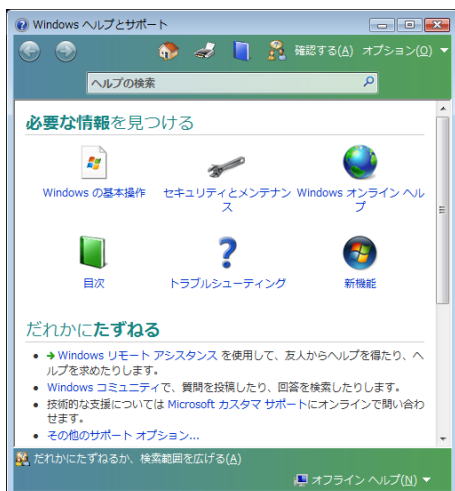 Windows ヘルプとサポート
確認する(A) オプション(O)
ヘルプの検索
必要な情報を見つける
Windows の基本操作
セキュリティとメンテナン
ス
Windows オンライン ヘル
プ
目次
トラブルシューティング
新機能
だれかにたずねる
Windows リモート アシスタンス を使用して、友人からヘルプを得たり、ヘ
ルプを求めたりします。
Windows コミュニティで、質問を投稿したり、回答を検索したりします。
技術的な支援については Microsoft カスタマ サポートにオンラインで問い合わ
せます。
その他のサポート オプション...
だれかにたずねるか、検索範囲を広げる(A)
オフライン ヘルプ(N)